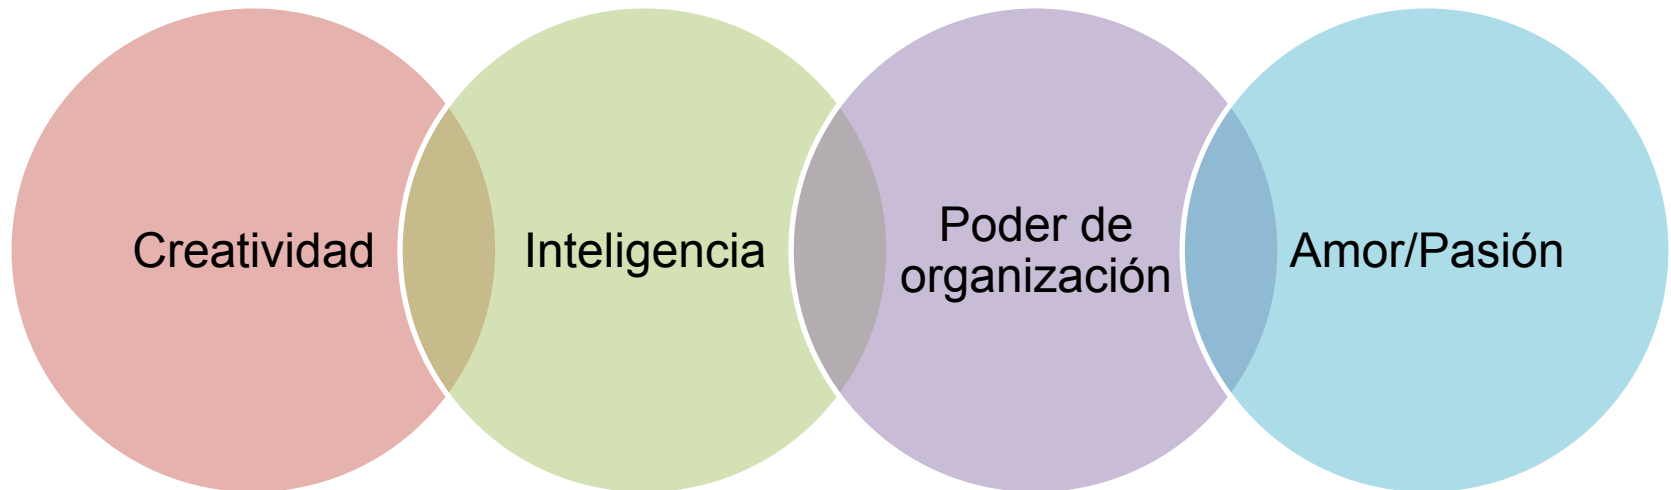 Creatividad
Inteligencia
Poder de
organización
Amor/Pasión